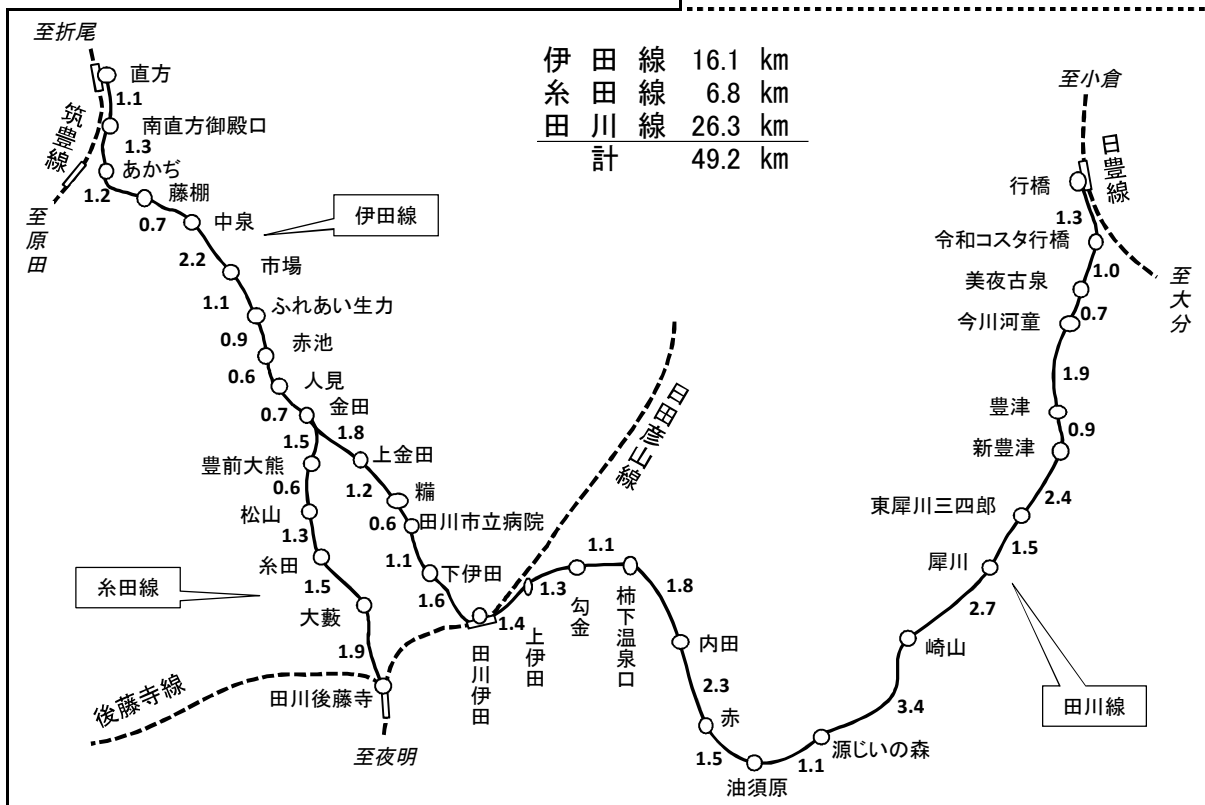 至折尾
直方
1.1
南直方御殿口
筑豊線
1.3
あかぢ
1.2
藤棚
0.7
中泉
至原田
伊田線
2.2
市場
1.1
ふれあい生力
0.9
赤池
0.6
人見
0.7
金田
1.5
1.8
豊前大熊
上金田
0.6
1.2
糒
松山
0.6
田川市立病院
1.3
糸田
1.1
下伊田
糸田線
1.5
大藪
1.6
1.9
田川後藤寺
後藤寺線
至夜明
田川伊田
日田彦山線
1.4
上伊田
1.3
勾金
1.1
柿下温泉口
1.8
内田
2.3
赤
1.5
油須原
1.1
源じいの森
3.4
崎山
2.7
田川線
犀川
1.5
東犀川三四郎
2.4
新豊津
0.9
豊津
1.9
今川河童
0.7
美夜古泉
1.0
令和コスタ行橋
1.3
行橋
至小倉
日豊線
至大分
伊田線 16.1 km
糸田線 6.8 km
田川線 26.3 km
計 49.2 km